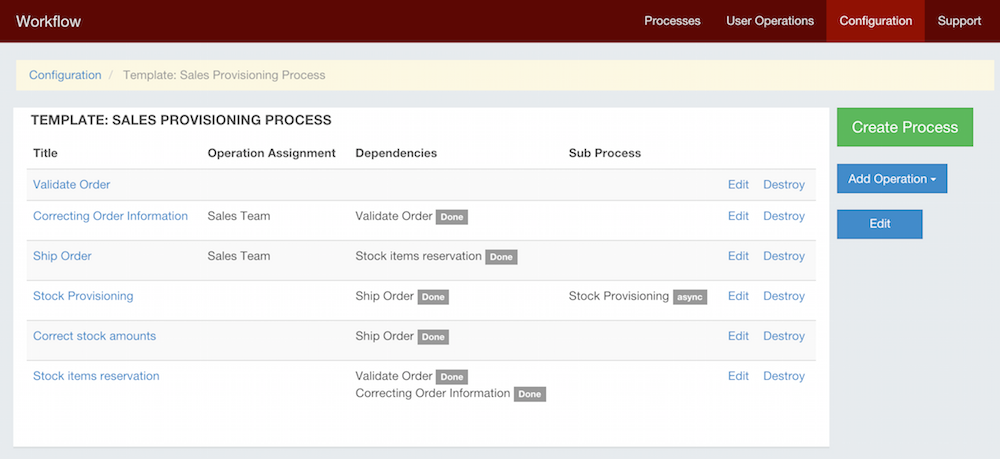 Workflow Processes User Operations Configuration Support
Configuration / Template: Sales Provisioning Process
TEMPLATE: SALES PROVISIONING PROCESS
Create Process
Title Operation Assignment Dependencies Sub Process
Add Operation
Validate Order Edit Destroy
Correcting Order Information Sales Team Validate Order Done Edit Destroy
Edit
Ship Order Sales Team Stock items reservation Done Edit Destroy
Stock Provisioning Ship Order Done Stock Provisioning async Edit Destroy
Correct stock amounts Ship Order Done Edit Destroy
Stock items reservation Validate Order Done Edit Destroy
Correcting Order Information Done